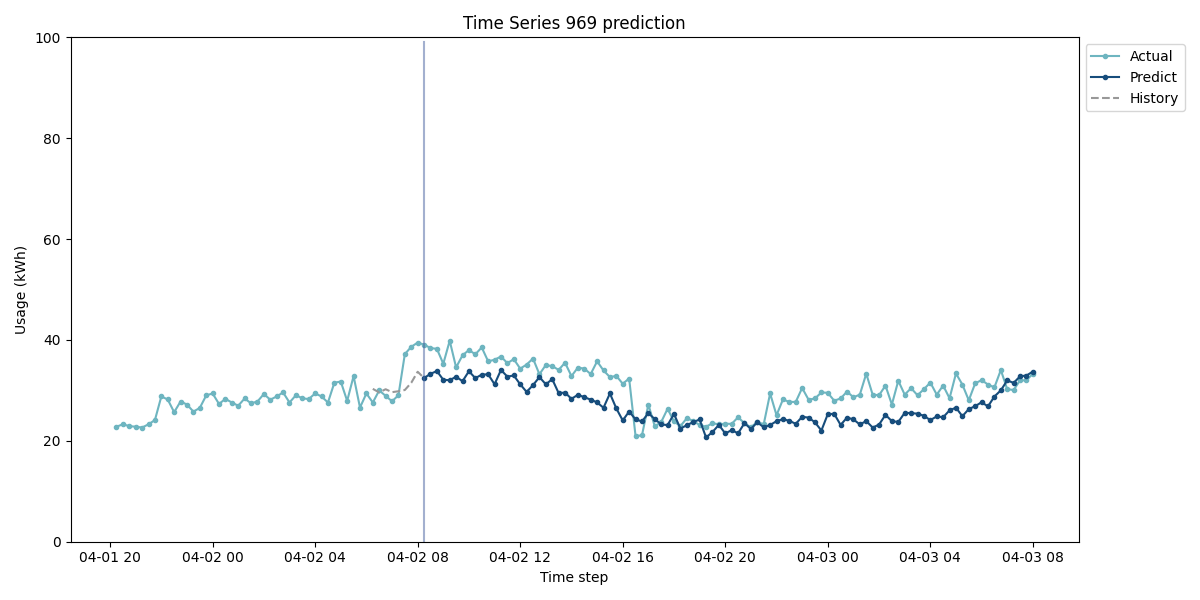 Time Series 969 prediction
100
80
60
40
20
0
Usage (kWh)
04-01 20
04-02 00
04-02 04
04-02 08
04-02 12
04-02 16
04-02 20
04-03 00
04-03 04
04-03 08
Time step
Actual
Predict
History